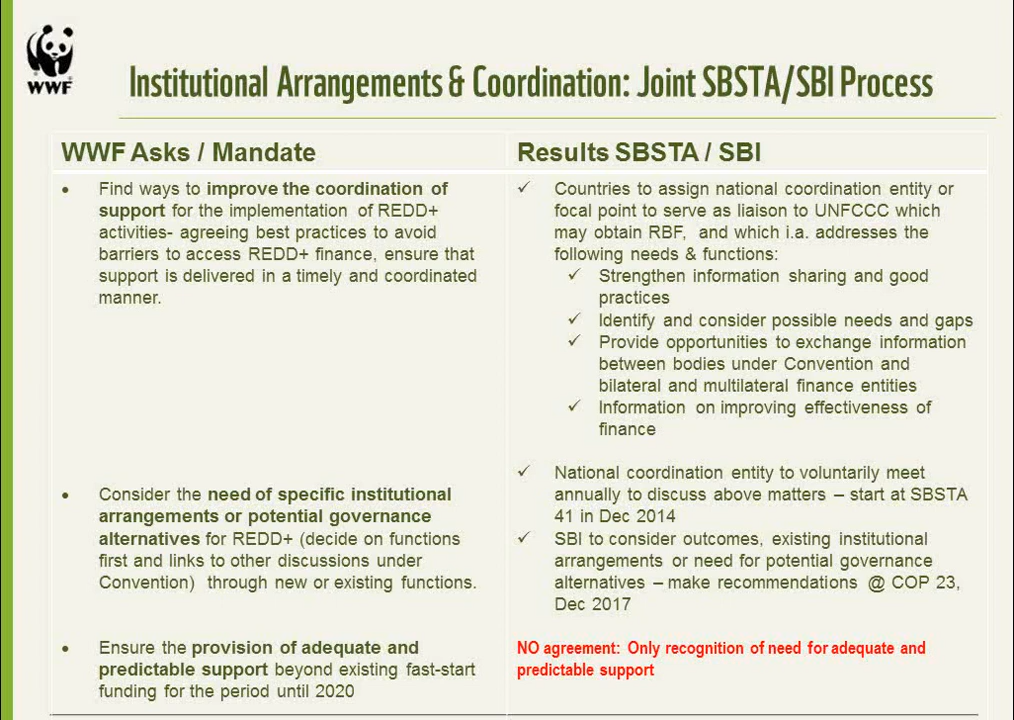 WWF
Institutional Arrangements & Coordination: Joint SBSTA/SBI Process
WWF Asks / Mandate
• Find ways to improve the coordination of
support for the implementation of REDD+
activities- agreeing best practices to avoid
barriers to access REDD+ finance, ensure that
support is delivered in a timely and coordinated
manner.
• Consider the need of specific institutional
arrangements or potential governance
alternatives for REDD+ (decide on functions
first and links to other discussions under
Convention) through new or existing functions.
• Ensure the provision of adequate and
predictable support beyond existing fast-start
funding for the period until 2020
Results SBSTA / SBI
✓ Countries to assign national coordination entity or
focal point to serve as liaison to UNFCCC which
may obtain RBF, and which i.a. addresses the
following needs & functions:
✓ Strengthen information sharing and good
practices
✓ Identify and consider possible needs and gaps
✓ Provide opportunities to exchange information
between bodies under Convention and
bilateral and multilateral finance entities
✓ Information on improving effectiveness of
finance
✓ National coordination entity to voluntarily meet
annually to discuss above matters – start at SBSTA
41 in Dec 2014
✓ SBI to consider outcomes, existing institutional
arrangements or need for potential governance
alternatives – make recommendations @ COP 23,
Dec 2017
NO agreement: Only recognition of need for adequate and
predictable support